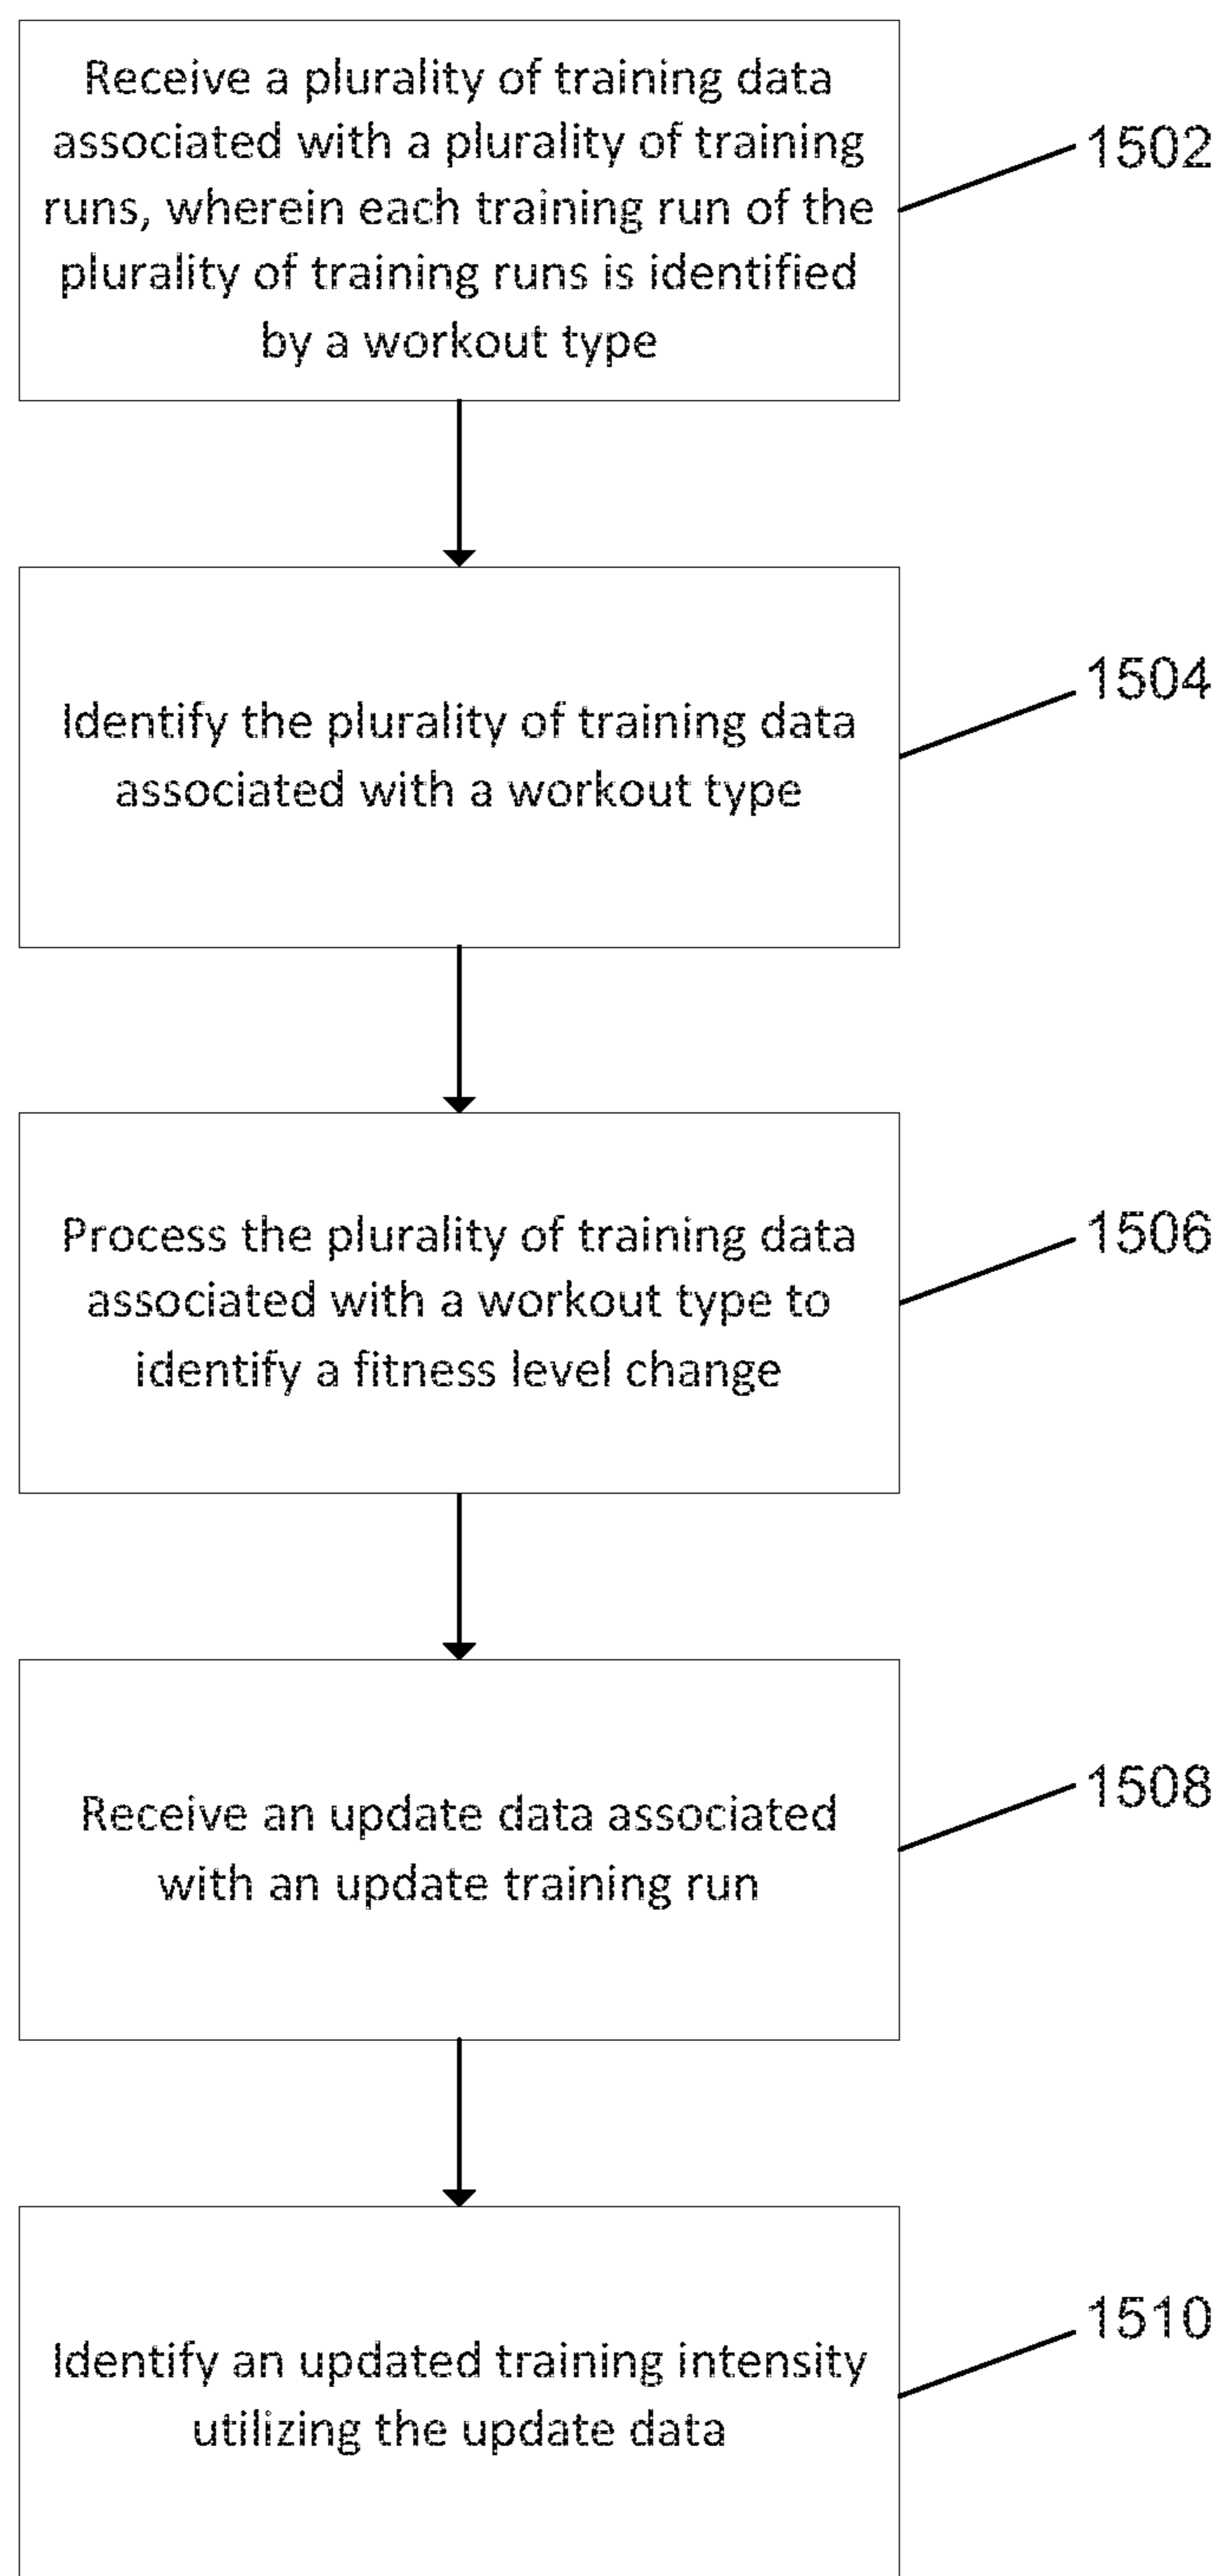 Receive a plurality of training data
associated with a plurality of training
runs, wherein each training run of the
plurality of training runs is identified
by a workout type
1502
Identify the plurality of training data
associated with a workout type
1504
Process the plurality of training data
associated with a workout type to
identify a fitness level change
1506
Receive an update data associated
with an update training run
1508
Identify an updated training intensity
utilizing the update data
1510